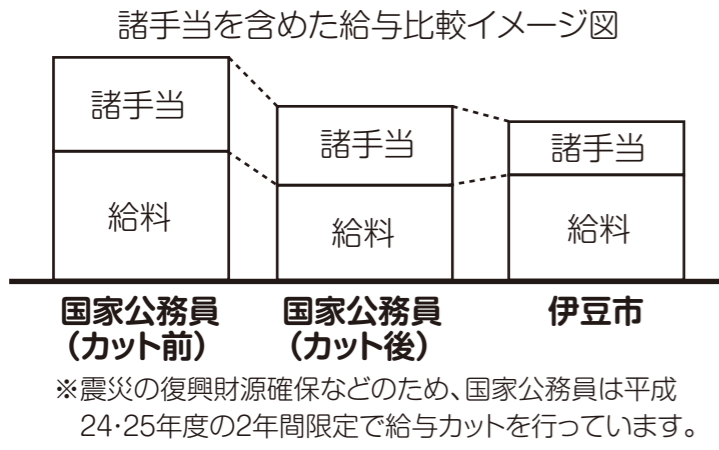 諸手当を含めた給与比較イメージ図
諸手当
給料
諸手当
給料
諸手当
給料
国家公務員
（カット前）
国家公務員
（カット後）
伊豆市
※震災の復興財源確保などのため、国家公務員は平成
24・25年度の2年間限定で給与カットを行っています。